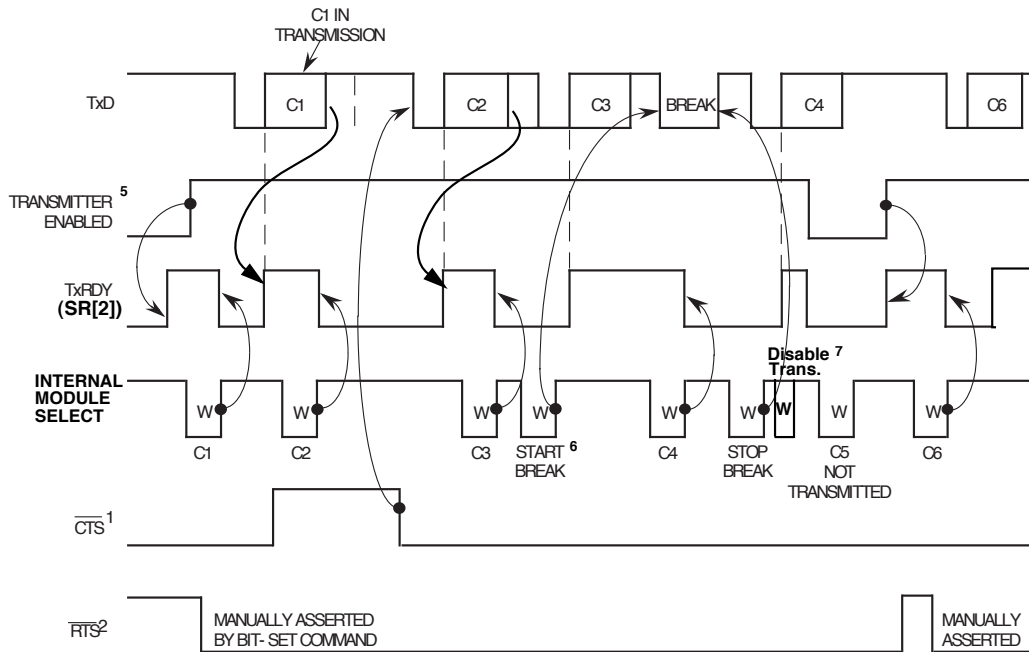 C1 IN
TRANSMISSION
TxD
C1
C2
C3
BREAK
C4
C6
TRANSMITTER 5
ENABLED
TxRDY
(SR[2])
Disable 7
Trans.
INTERNAL
MODULE
SELECT
W W W W W W W W W
C1 C2 C3 START 6 C4 STOP C5 C6
BREAK BREAK NOT
TRANSMITTED
CTS 1
RTS 2
MANUALLY ASSERTED
BY BIT- SET COMMAND
MANUALLY
ASSERTED